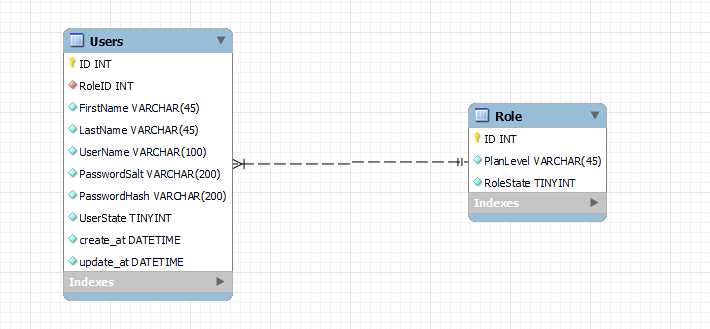 Users
ID INT
RoleID INT
FirstName VARCHAR(45)
LastName VARCHAR(45)
UserName VARCHAR(100)
PasswordSalt VARCHAR(200)
PasswordHash VARCHAR(200)
UserState TINYINT
create_at DATETIME
update_at DATETIME
Indexes
Role
ID INT
PlanLevel VARCHAR(45)
RoleState TINYINT
Indexes